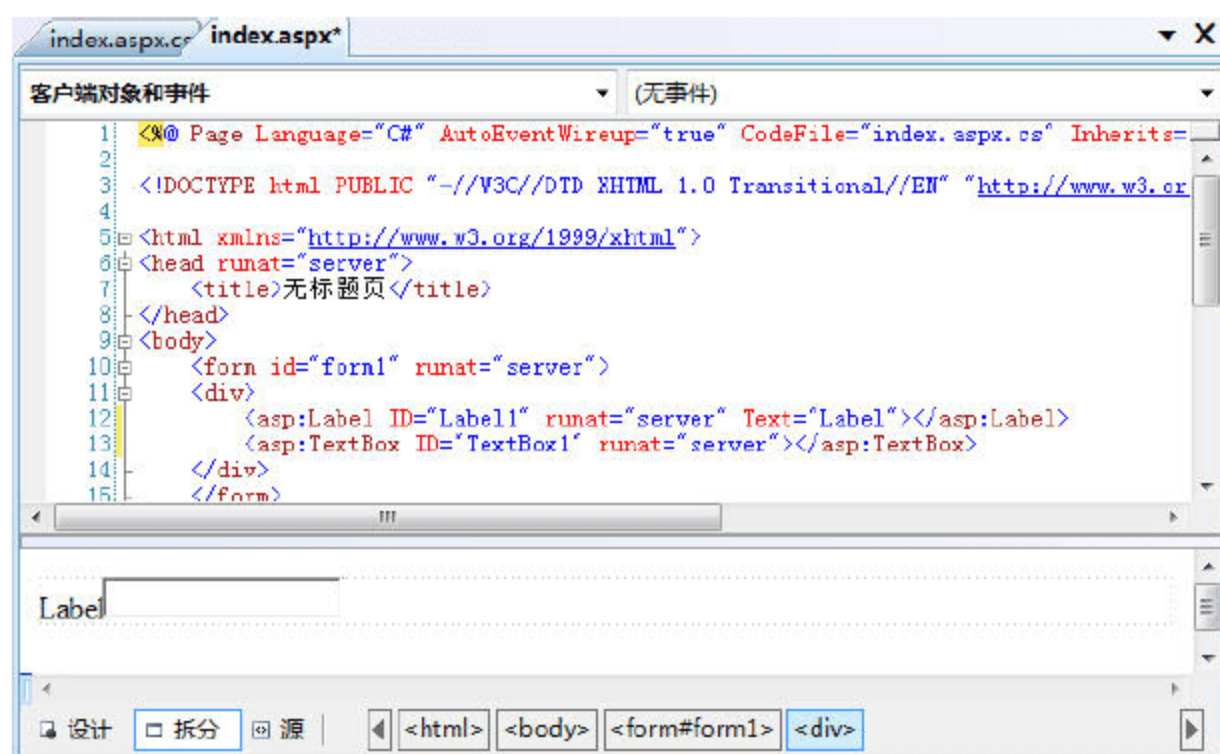 index.aspx.cs index.aspx*
客户端对象和事件 (无事件)
1 <%@ Page Language="C#" AutoEventWireup="true" CodeFile="index.aspx.cs" Inherits=
2
3 <!DOCTYPE html PUBLIC "-//W3C//DTD XHTML 1.0 Transitional//EN" "http://www.w3.or
4
5 <html xmlns="http://www.w3.org/1999/xhtml">
6 <head runat="server">
7 <title>无标题页</title>
8 </head>
9 <body>
10 <form id="form1" runat="server">
11 <div>
12 <asp:Label ID="Label1" runat="server" Text="Label"></asp:Label>
13 <asp:TextBox ID="TextBox1" runat="server"></asp:TextBox>
14 </div>
15 </form>
Label
设计 拆分 源 <html> <body> <form#form1> <div>